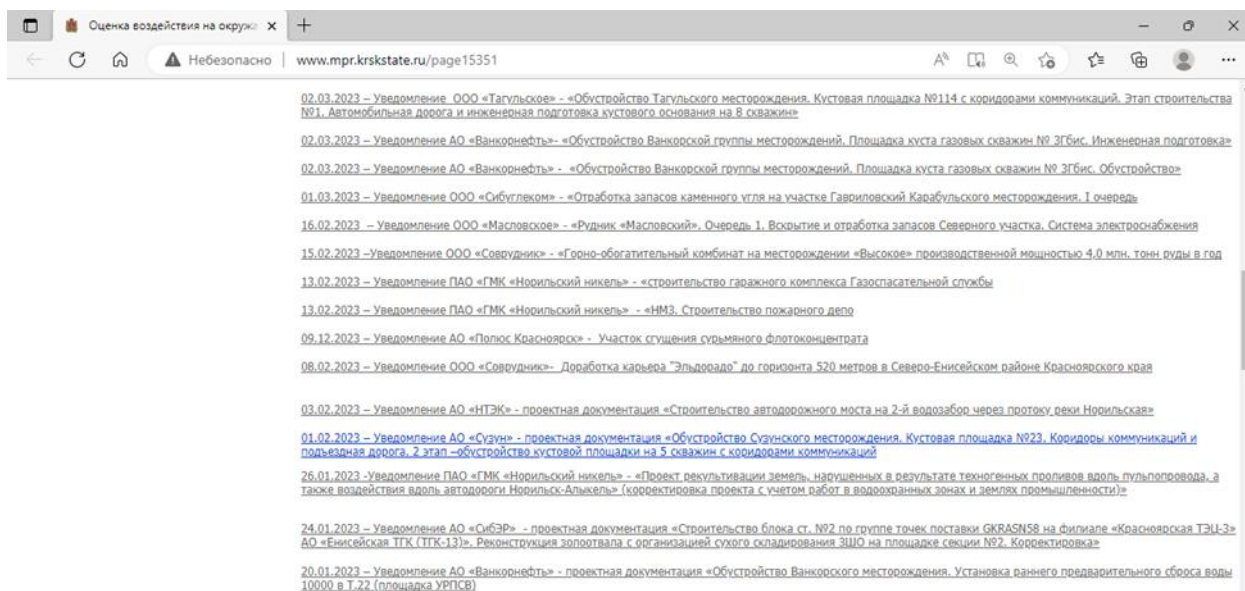 Оценка воздействия на окруж
Небезопасно | www.mpr.krskstate.ru/page15351
02.03.2023 – Уведомление ООО «Тагульское» - «Обустройство Тагульского месторождения. Кустовая площадка №114 с коридорами коммуникаций. Этап строительства
№1. Автомобильная дорога и инженерная подготовка кустового основания на 8 скважин»
02.03.2023 – Уведомление АО «Ванкорнефть»- «Обустройство Ванкорской группы месторождений. Площадка куста газовых скважин № 3Гбис. Инженерная подготовка»
02.03.2023 – Уведомление АО «Ванкорнефть» - «Обустройство Ванкорской группы месторождений. Площадка куста газовых скважин № 3Гбис. Обустройство»
01.03.2023 – Уведомление ООО «Сибуглеком» - «Отработка запасов каменного угля на участке Гавриловский Карабульского месторождения. I очередь
16.02.2023 – Уведомление ООО «Масловское» - «Рудник «Масловский». Очередь 1. Вскрытие и отработка запасов Северного участка. Система электроснабжения
15.02.2023 –Уведомление ООО «Соврудник» - «Горно-обогатительный комбинат на месторождении «Высокое» производственной мощностью 4,0 млн. тонн руды в год
13.02.2023 – Уведомление ПАО «ГМК «Норильский никель» - «строительство гаражного комплекса Газоспасательной службы
13.02.2023 – Уведомление ПАО «ГМК «Норильский никель» - «НМЗ. Строительство пожарного депо
09.12.2023 – Уведомление АО «Полюс Красноярск» - Участок сгущения сурьмяного флотоконцентрата
08.02.2023 – Уведомление ООО «Соврудник»- Доработка карьера "Эльдорадо" до горизонта 520 метров в Северо-Енисейском районе Красноярского края
03.02.2023 – Уведомление АО «НТЭК» - проектная документация «Строительство автодорожного моста на 2-й водозабор через протоку реки Норильская»
01.02.2023 – Уведомление АО «Сузун» - проектная документация «Обустройство Сузунского месторождения. Кустовая площадка №23. Коридоры коммуникаций и
подъездная дорога. 2 этап –обустройство кустовой площадки на 5 скважин с коридорами коммуникаций
26.01.2023 -Уведомление ПАО «ГМК «Норильский никель» - «Проект рекультивации земель, нарушенных в результате техногенных проливов вдоль пульпопровода, а
также воздействия вдоль автодороги Норильск-Алыкель» (корректировка проекта с учетом работ в водоохранных зонах и землях промышленности)»
24.01.2023 – Уведомление АО «СибЭР» - проектная документация «Строительство блока ст. №2 по группе точек поставки GKRASN58 на филиале «Красноярская ТЭЦ-3»
АО «Енисейская ТГК (ТГК-13)». Реконструкция золоотвала с организацией сухого складирования ЗШО на площадке секции №2. Корректировка»
20.01.2023 – Уведомление АО «Ванкорнефть» - проектная документация «Обустройство Ванкорского месторождения. Установка раннего предварительного сброса воды
10000 в Т.22 (площадка УРПСВ)